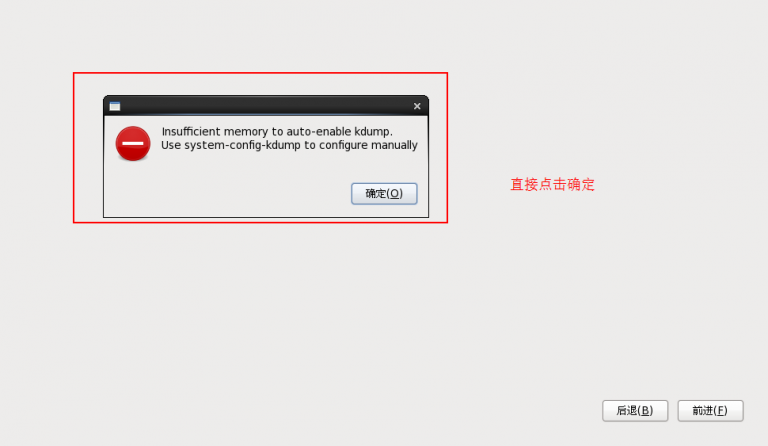 Insufficient memory to auto-enable kdump.
Use system-config-kdump to configure manually
确定(O)
直接点击确定
后退(B)
前进(F)